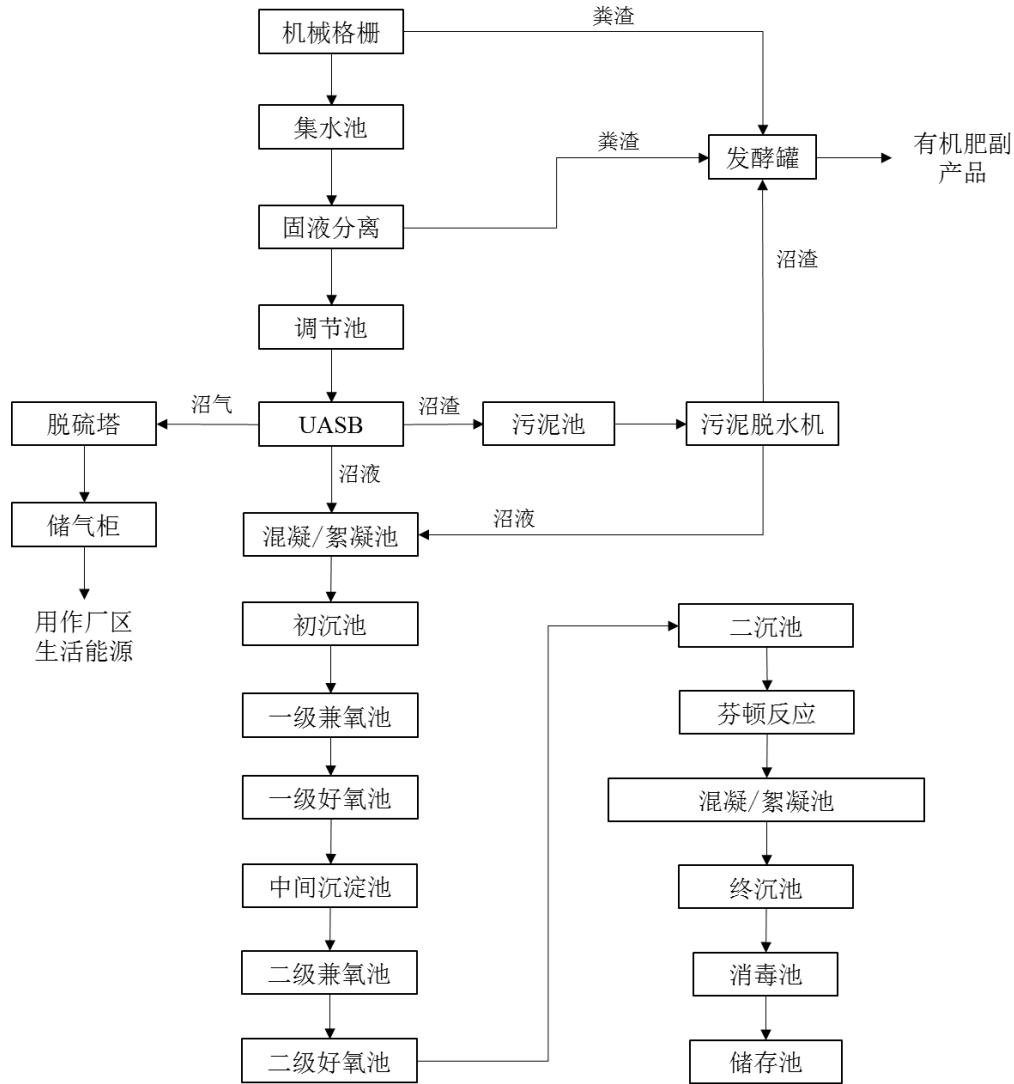 机械格栅
粪渣
集水池
粪渣
发酵罐
有机肥副
产品
固液分离
沼渣
调节池
沼气
沼渣
脱硫塔
UASB
污泥池
污泥脱水机
沼液
储气柜
混凝/絮凝池
沼液
用作厂区
生活能源
初沉池
二沉池
一级兼氧池
芬顿反应
一级好氧池
混凝/絮凝池
中间沉淀池
终沉池
二级兼氧池
消毒池
二级好氧池
储存池